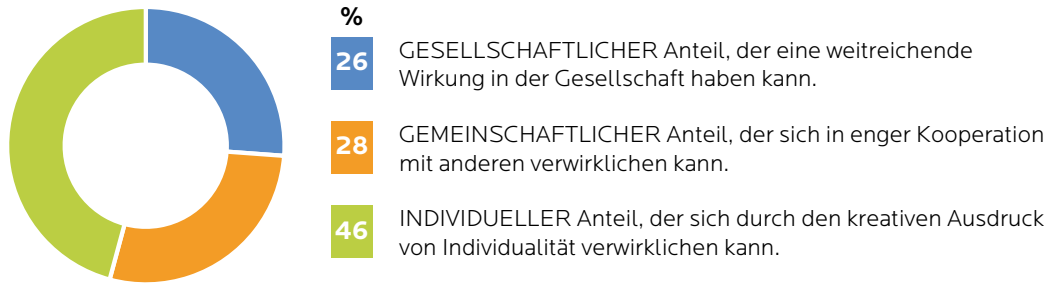 %
26 GESELLSCHAFTLICHER Anteil, der eine weitreichende
Wirkung in der Gesellschaft haben kann.
28 GEMEINSCHAFTLICHER Anteil, der sich in enger Kooperation
mit anderen verwirklichen kann.
46 INDIVIDUELLER Anteil, der sich durch den kreativen Ausdruck
von Individualität verwirklichen kann.